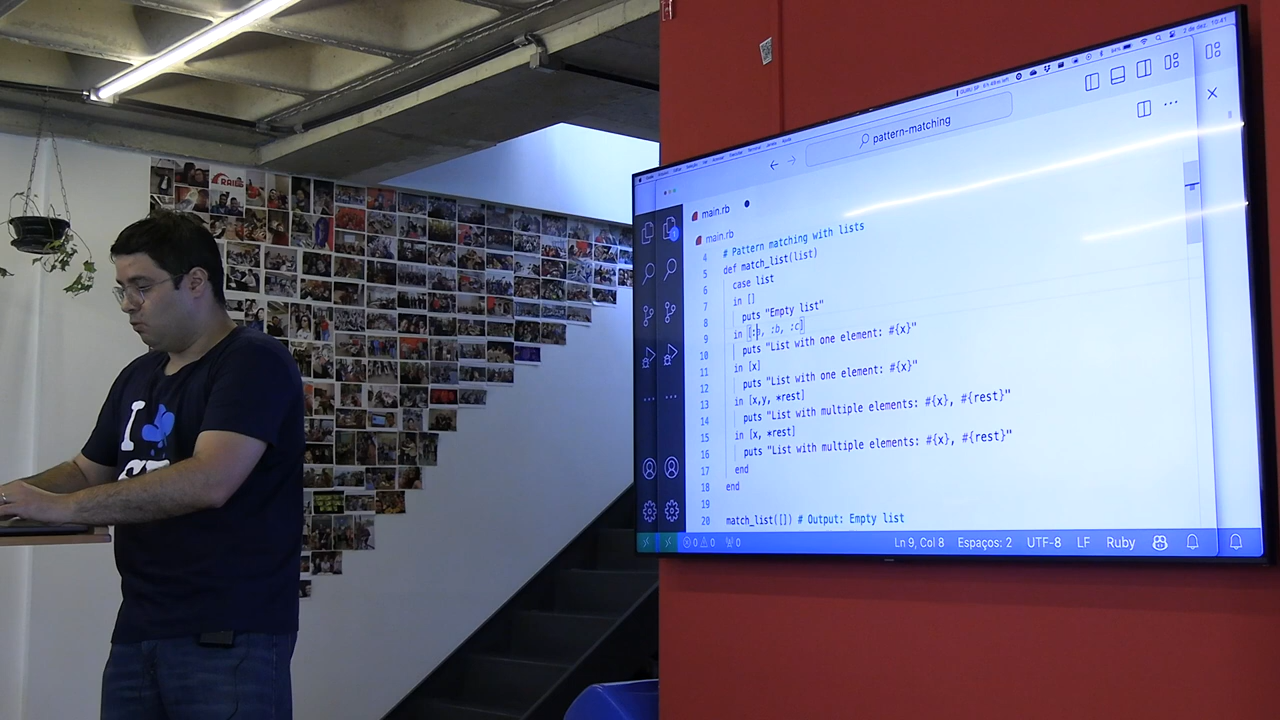 RAILS
I
pattern-matching
main.rb
main.rb
4 # Pattern matching with lists
5 def match_list(list)
6 case list
7 in []
8 puts "Empty list"
9 in [:a, :b, :c]
10 puts "List with one element: #{x}"
11 in [x]
12 puts "List with one element: #{x}"
13 in [x,y, *rest]
14 puts "List with multiple elements: #{x}, #{rest}"
15 in [x, *rest]
16 puts "List with multiple elements: #{x}, #{rest}"
17 end
18 end
20 match_list([]) # Output: Empty list
0 0 0 Ln 9, Col 8 Espaços: 2 UTF-8 LF Ruby